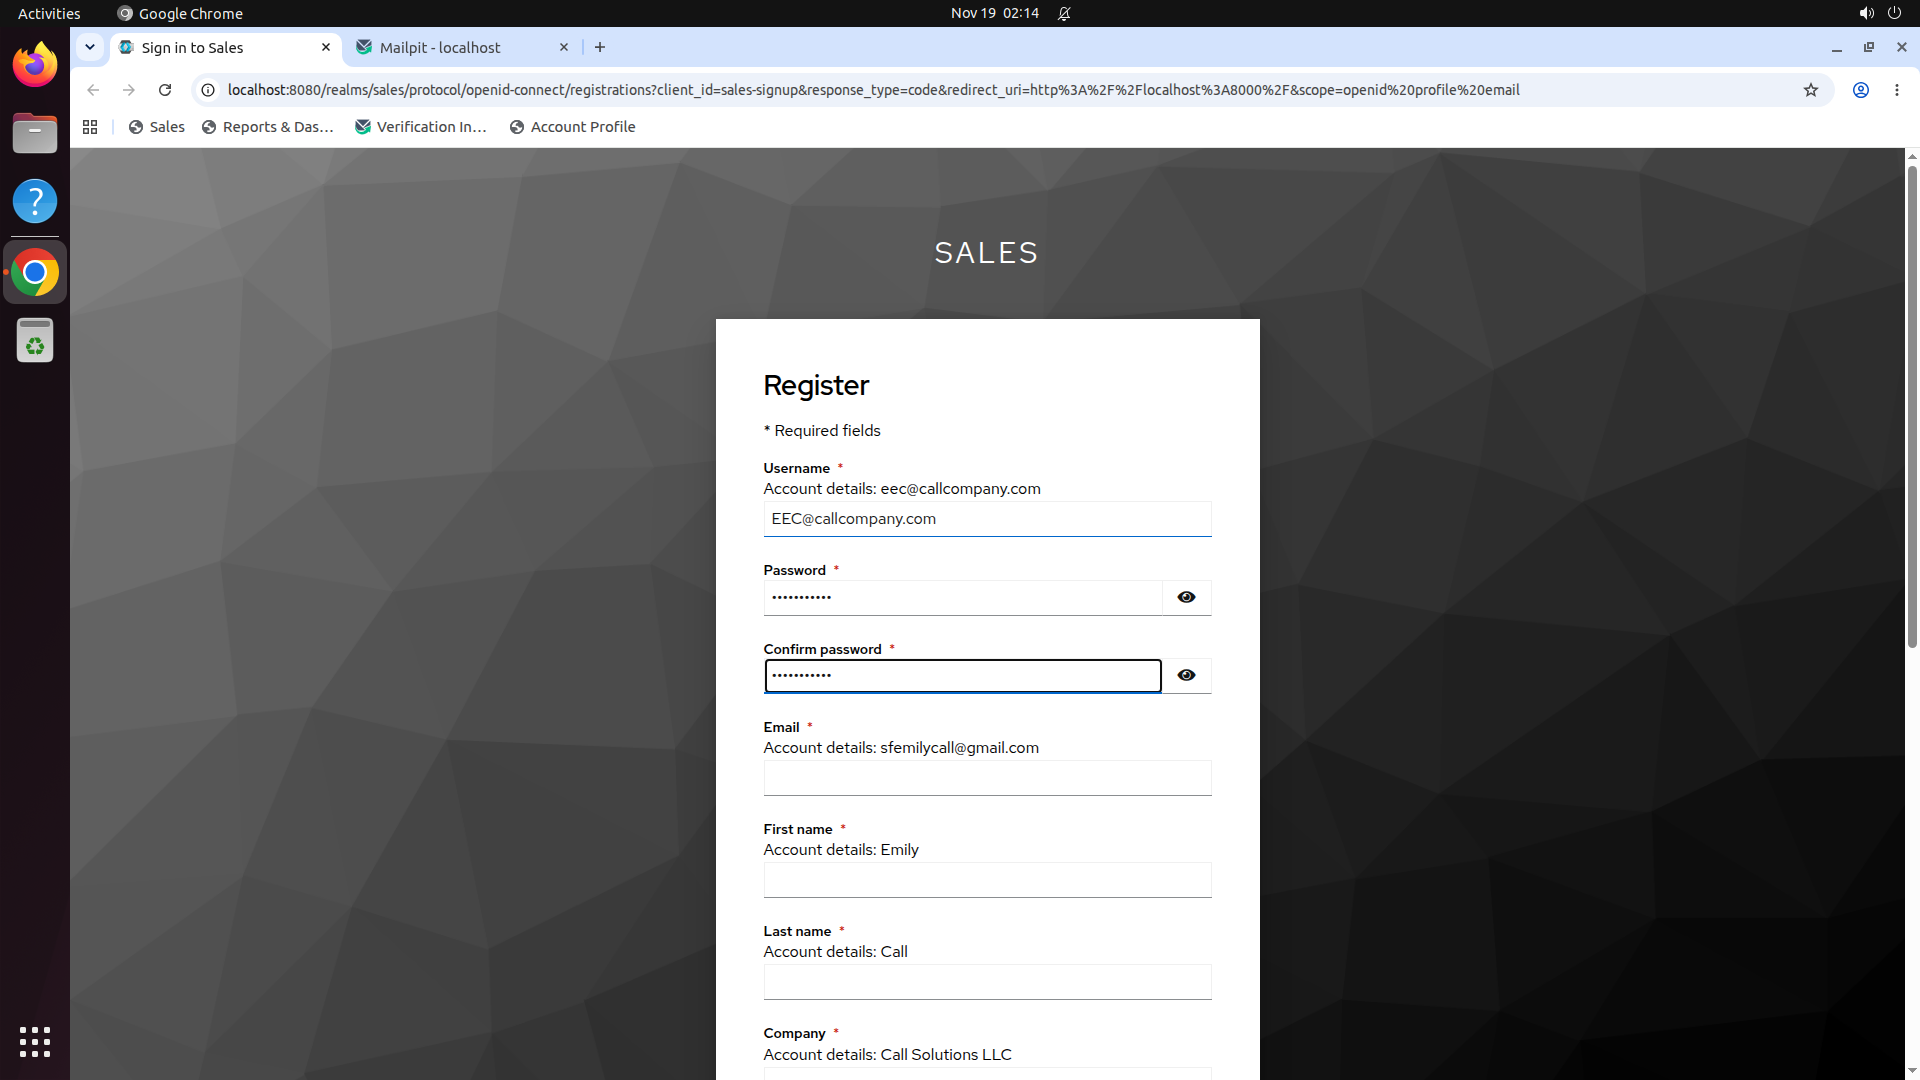 Activities
Google Chrome
Nov 19 02:14
Sign in to Sales
Mailpit - localhost
localhost:8080/realms/sales/protocol/openid-connect/registrations?client_id=sales-signup&response_type=code&redirect_uri=http%3A%2F%2Flocalhost%3A8000%2F&scope=openid%20profile%20email
Sales
Reports & Das...
Verification In...
Account Profile
SALES
Register
* Required fields
Username *
Account details: eec@callcompany.com
EEC@callcompany.com
Password *
•••••••••••
Confirm password *
•••••••••••
Email *
Account details: sfemilycall@gmail.com
First name *
Account details: Emily
Last name *
Account details: Call
Company *
Account details: Call Solutions LLC